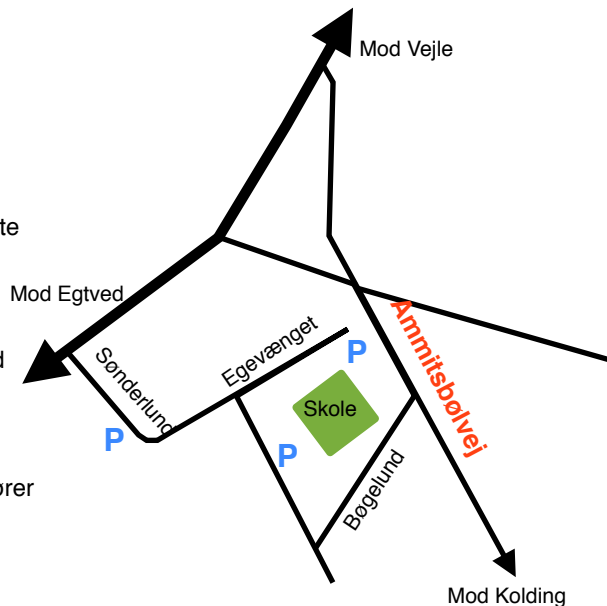 Mod Vejle
te
Mod Egtved
d
Sønderlund
Egevænget
P
Ammitsbølvej
Skole
P
P
ører
Bøgelund
Mod Kolding